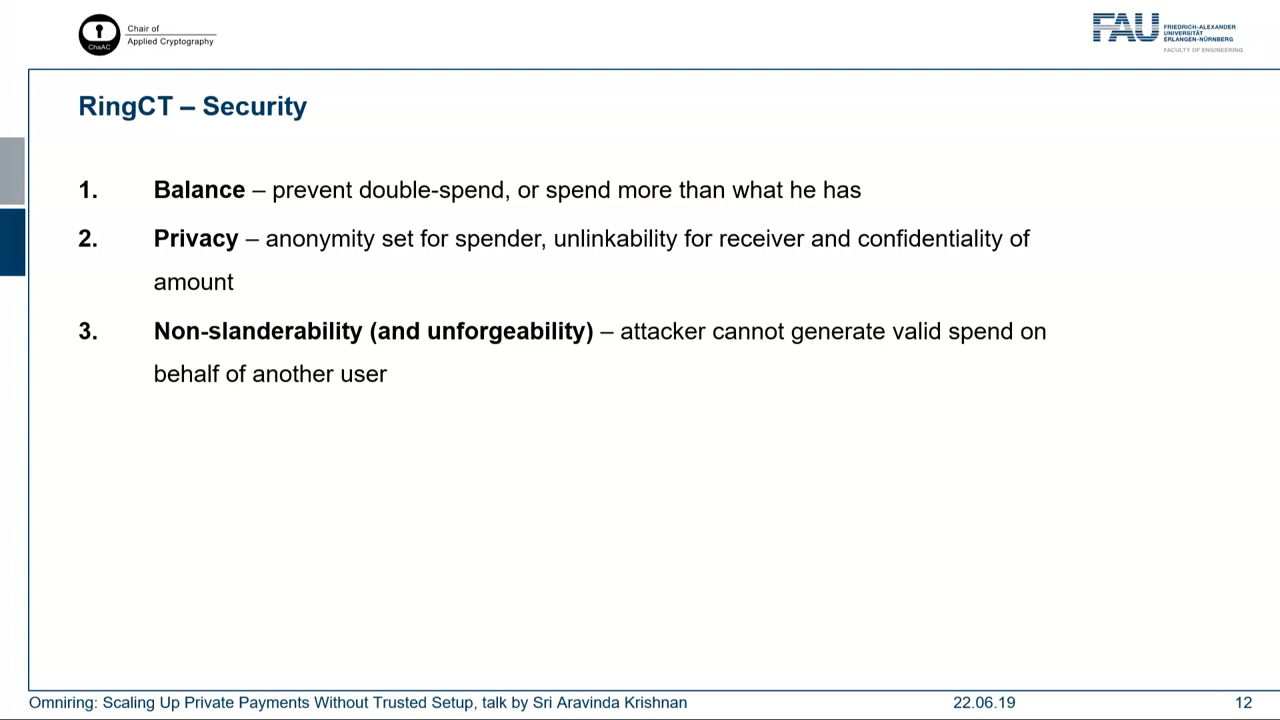 Chair of
Applied Cryptography
ChaAC
FAU
FRIEDRICH-ALEXANDER
UNIVERSITÄT
ERLANGEN-NÜRNBERG
FACULTY OF ENGINEERING
RingCT – Security
1. Balance – prevent double-spend, or spend more than what he has
2. Privacy – anonymity set for spender, unlinkability for receiver and confidentiality of
amount
3. Non-slanderability (and unforgeability) – attacker cannot generate valid spend on
behalf of another user
Omniring: Scaling Up Private Payments Without Trusted Setup, talk by Sri Aravinda Krishnan 22.06.19 12